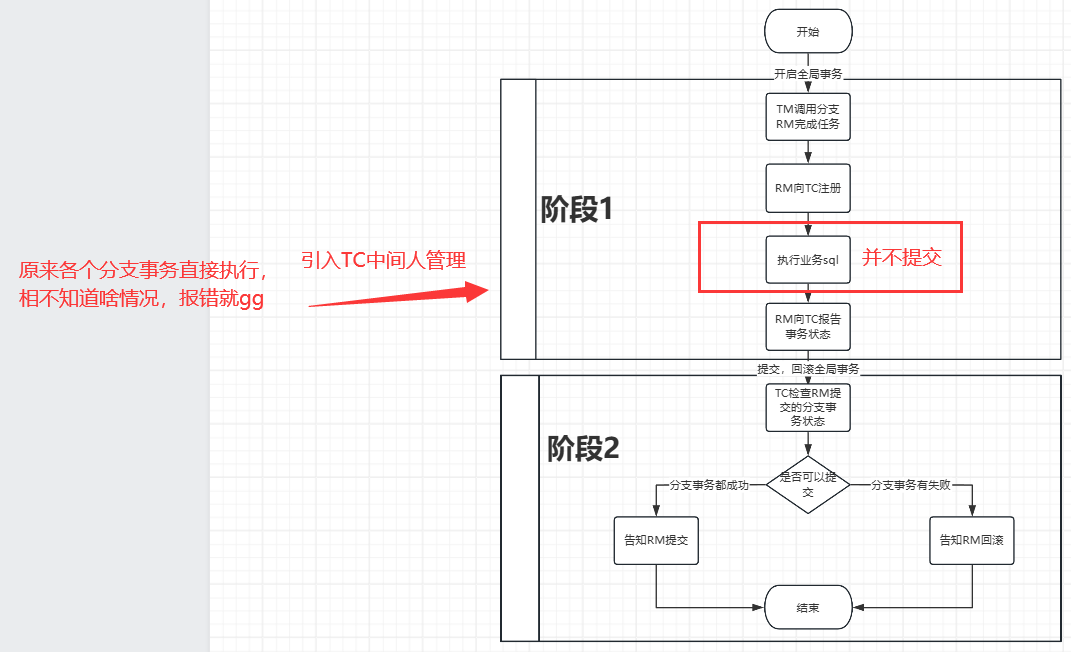 开始
开启全局事务
TM调用分支
RM完成任务
RM向TC注册
阶段1
执行业务sql
并不提交
引入TC中间人管理
原来各个分支事务直接执行，
相不知道啥情况，报错就gg
RM向TC报告
事务状态
提交，回滚全局事务
TC检查RM提
交的分支事
务状态
阶段2
是否可以提
交
分支事务都成功
分支事务有失败
告知RM提交
告知RM回滚
结束